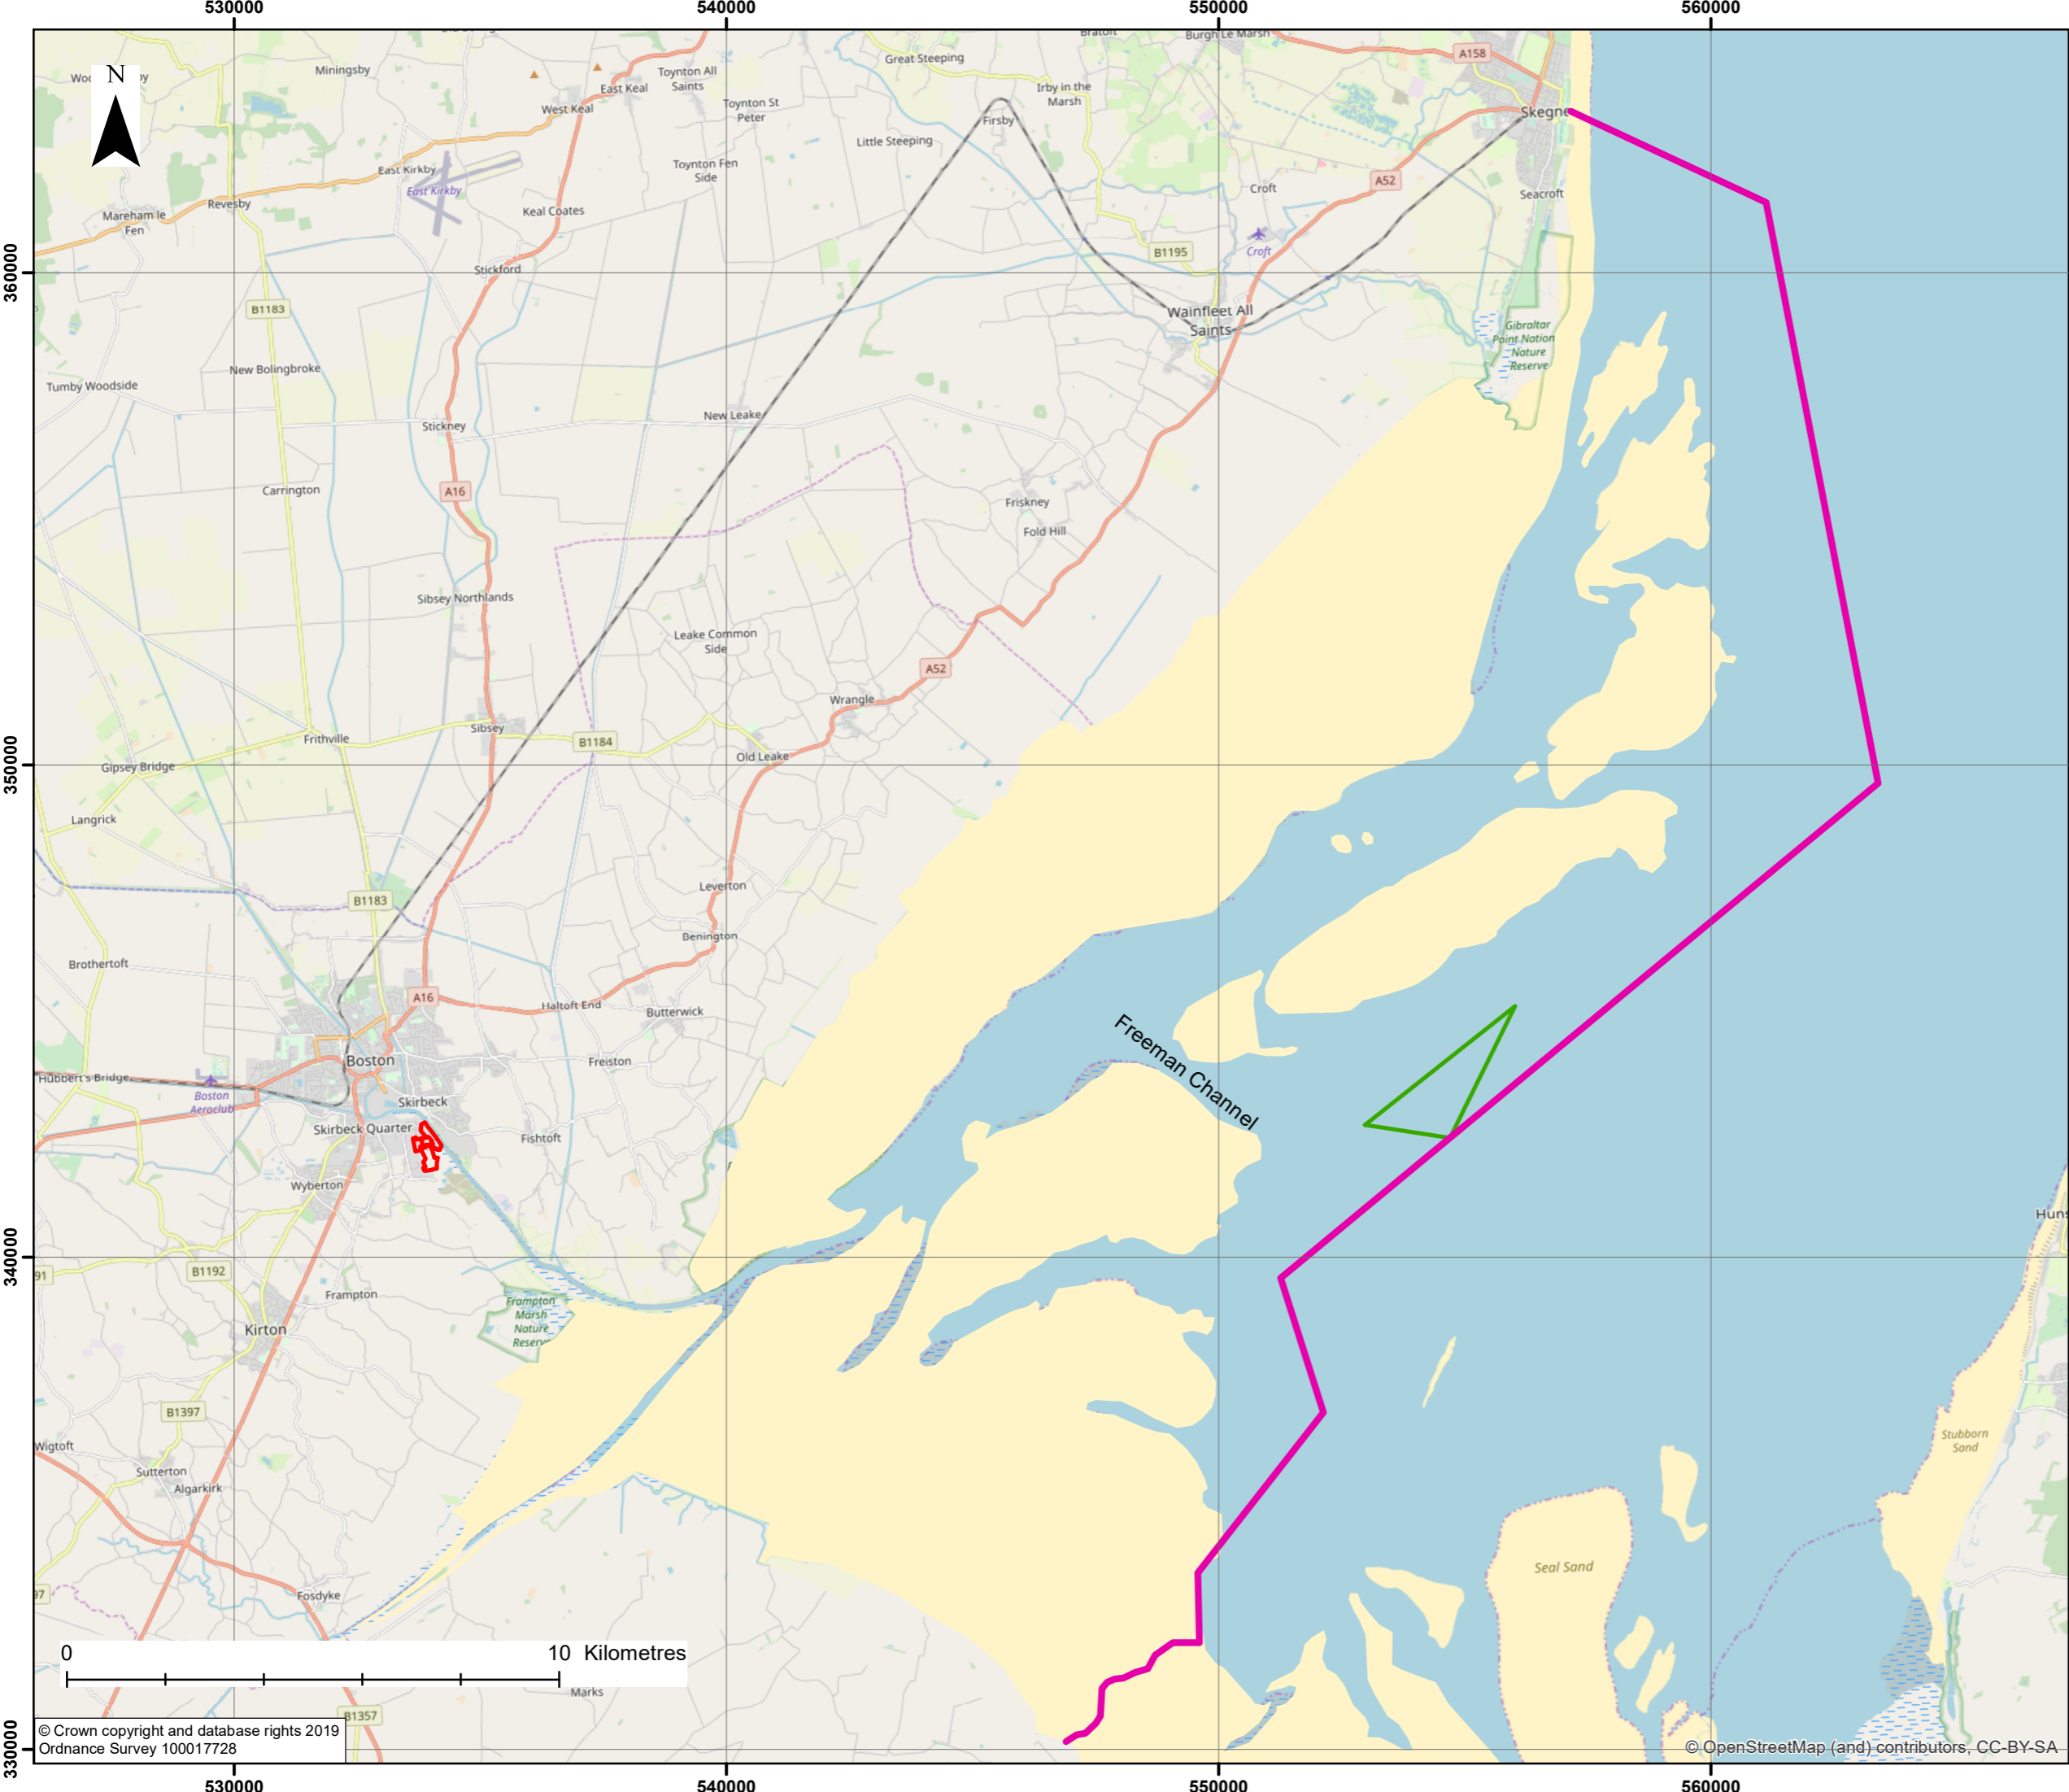 530000
540000
550000
560000
N
Miningsby
Toynton All
Saints
East Keal
West Keal
Toynton St
Peter
Great Steeping
Burgh Le Marsh
Irby in the
Marsh
Firsby
Little Steeping
A158
Skegne
East Kirkby
East Kirkby
Toynton Fen
Side
Revesby
Mareham le
Fen
Keal Coates
Croft
A52
Seacroft
B1195
Croft
Stickford
360000
360000
B1183
Wainfleet All
Saints
Gibraltar
Point Nation
Nature
Reserve
New Bolingbroke
Tumby Woodside
New Leake
Stickney
Carrington
A16
Friskney
Fold Hill
Sibsey Northlands
Leake Common
Side
A52
Wrangle
Sibsey
Frithville
B1184
Old Leake
Gipsey Bridge
350000
Langrick
Leverton
B1183
Benington
Brothertoft
A16
Haltoft End
Butterwick
Freeman Channel
Boston
Freiston
Hubbert's Bridge
Boston
Aeroclub
Skirbeck
Skirbeck Quarter
Fishtoft
Wyberton
Huns
340000
91
B1192
Frampton
Frampton
Marsh
Nature
Reserve
Kirton
B1397
Wigtoft
Stubborn
Sand
Sutterton
Algarkirk
Seal Sand
97
Fosdyke
0
10 Kilometres
Marks
B1357
© Crown copyright and database rights 2019
Ordnance Survey 100017728
330000
© OpenStreetMap (and) contributors, CC-BY-SA
530000
540000
550000
560000